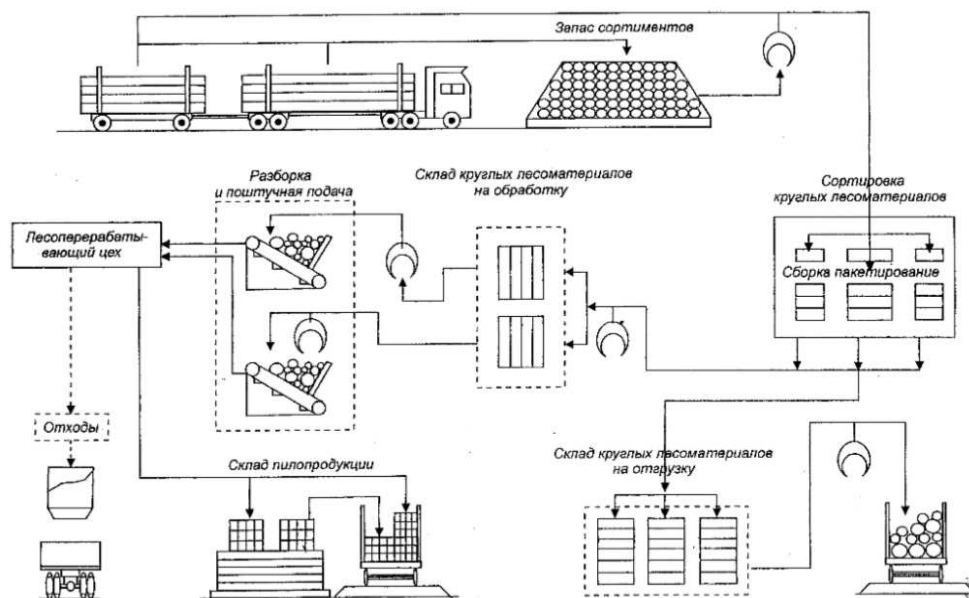 Запас сортиментов
Разборка
и поштучная подача
Склад круглых лесоматериалов
на обработку
Сортировка
круглых лесоматериалов
Лесоперерабаты-
вающий цех
Сборка пакетирование
Отходы
Склад пилопродукции
Склад круглых лесоматериалов
на отгрузку